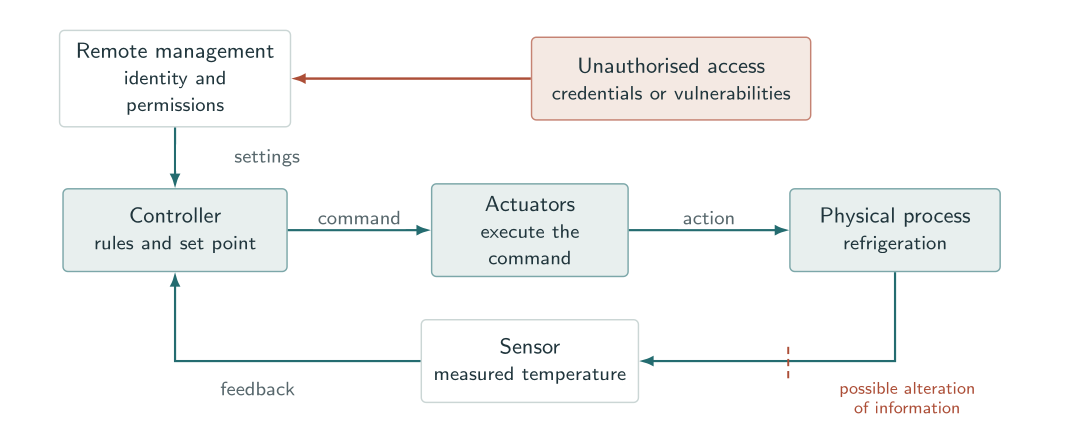 Remote management
identity and
permissions
Unauthorised access
credentials or vulnerabilities
settings
Controller
rules and set point
command
Actuators
execute the
command
action
Physical process
refrigeration
Sensor
measured temperature
feedback
possible alteration
of information